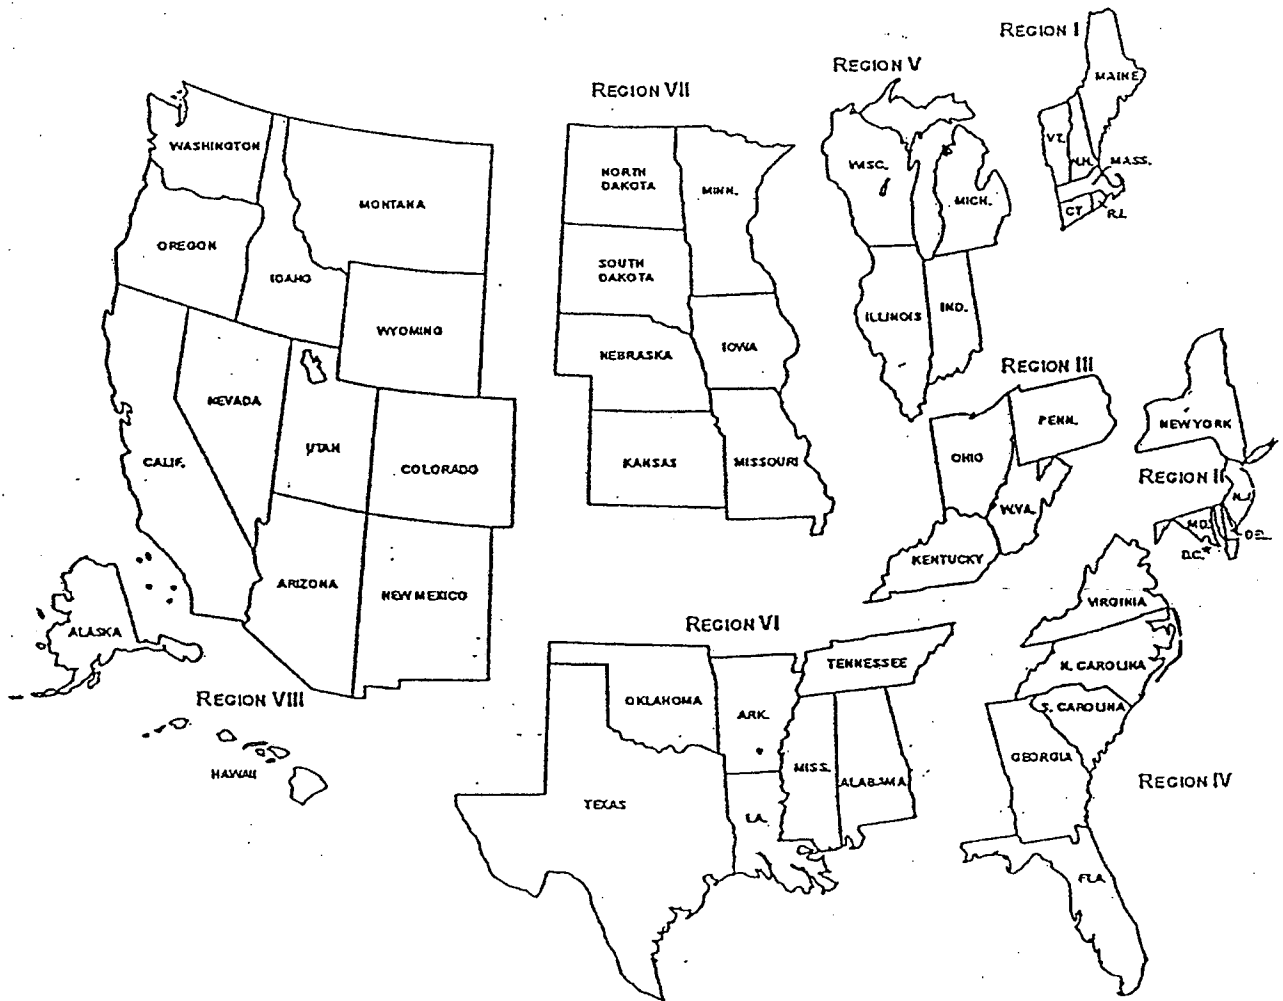 REGION I
MAINE
VT.
N.H.
MASS.
CT
R.I.
REGION V
WISC.
MICH.
ILLINOIS
IND.
REGION VII
NORTH
DAKOTA
MINN.
SOUTH
DAKOTA
NEBRASKA
IOWA
KANSAS
MISSOURI
WASHINGTON
MONTANA
OREGON
IDAHO
WYOMING
NEVADA
UTAH
COLORADO
CALIF.
ARIZONA
NEW MEXICO
ALASKA
REGION VIII
HAWAII
REGION III
PENN.
OHIO
W.VA.
KENTUCKY
NEW YORK
REGION II
N.J.
MD.
DEL.
D.C.*
REGION VI
TENNESSEE
OKLAHOMA
ARK.
MISS.
ALABAMA
TEXAS
LA.
VIRGINIA
N. CAROLINA
S. CAROLINA
GEORGIA
REGION IV
FLA.